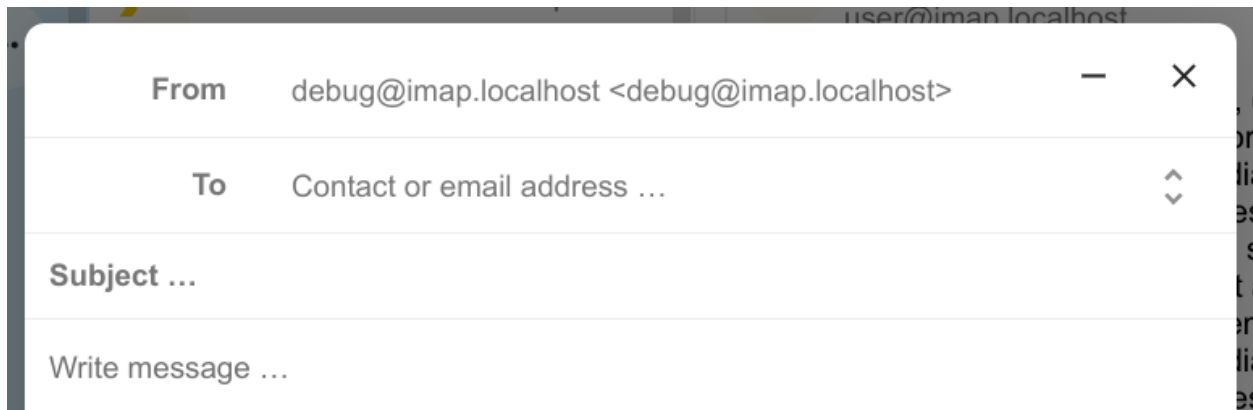 user@imap.localhost
From debug@imap.localhost <debug@imap.localhost>
To Contact or email address …
Subject …
Write message …